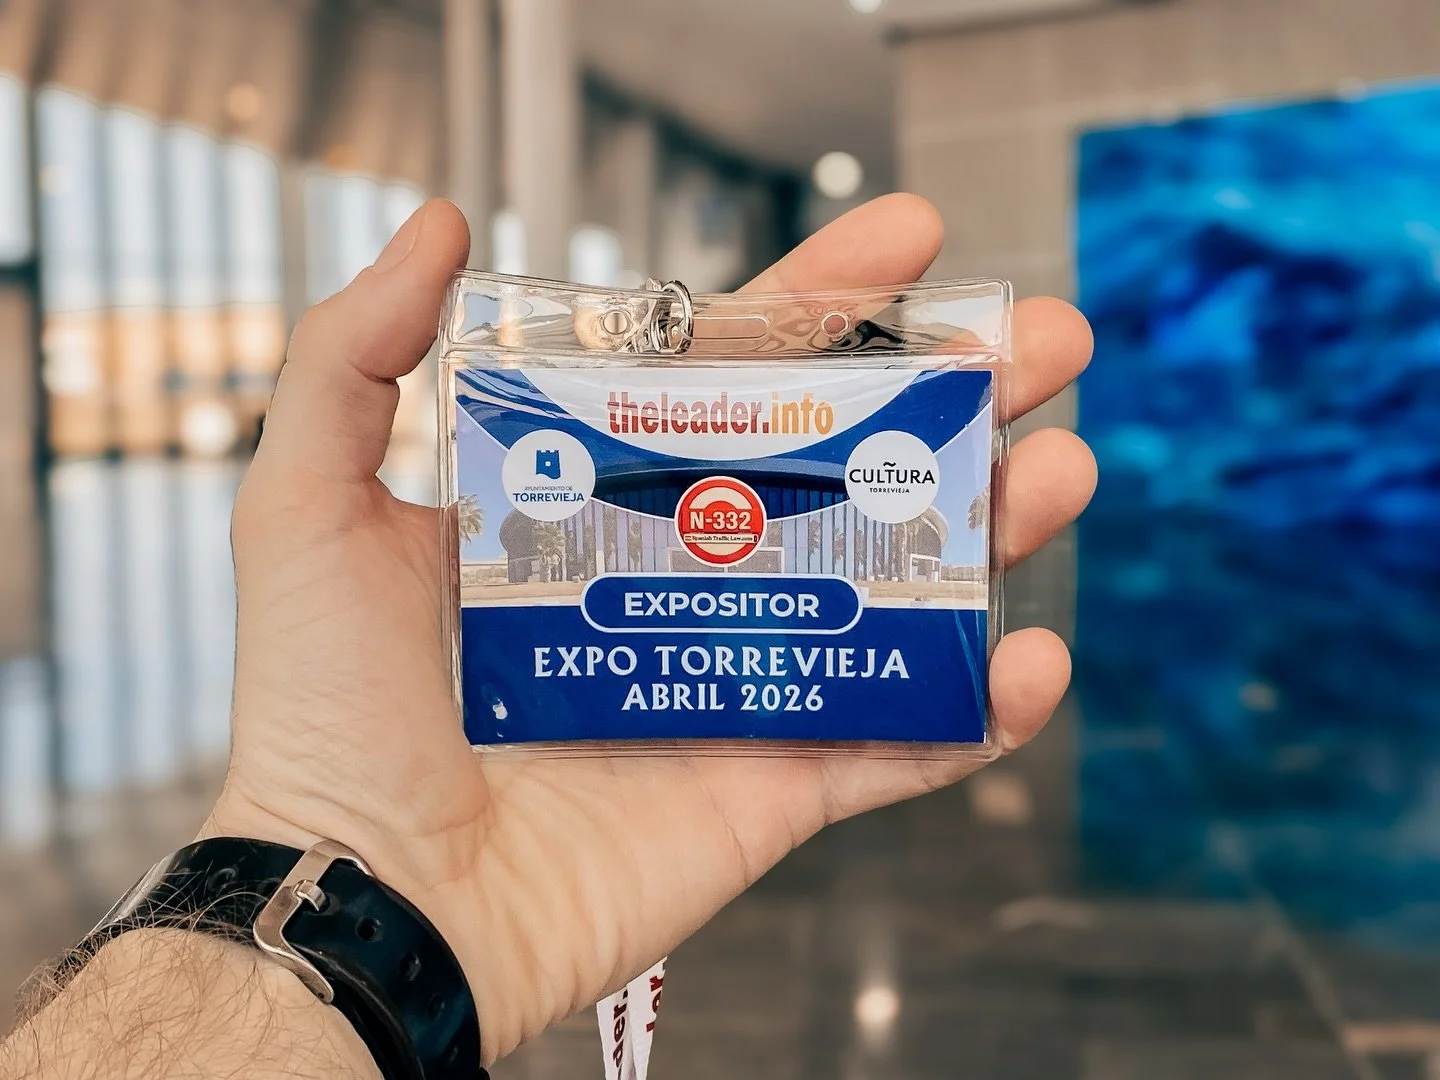 theleader.info
AYUNTAMIENTO DE
TORREVIEJA
CULTURA
TORREVIEJA
N-332
Spanish Traffic Law.com
EXPOSITOR
EXPO TORREVIEJA
ABRIL 2026